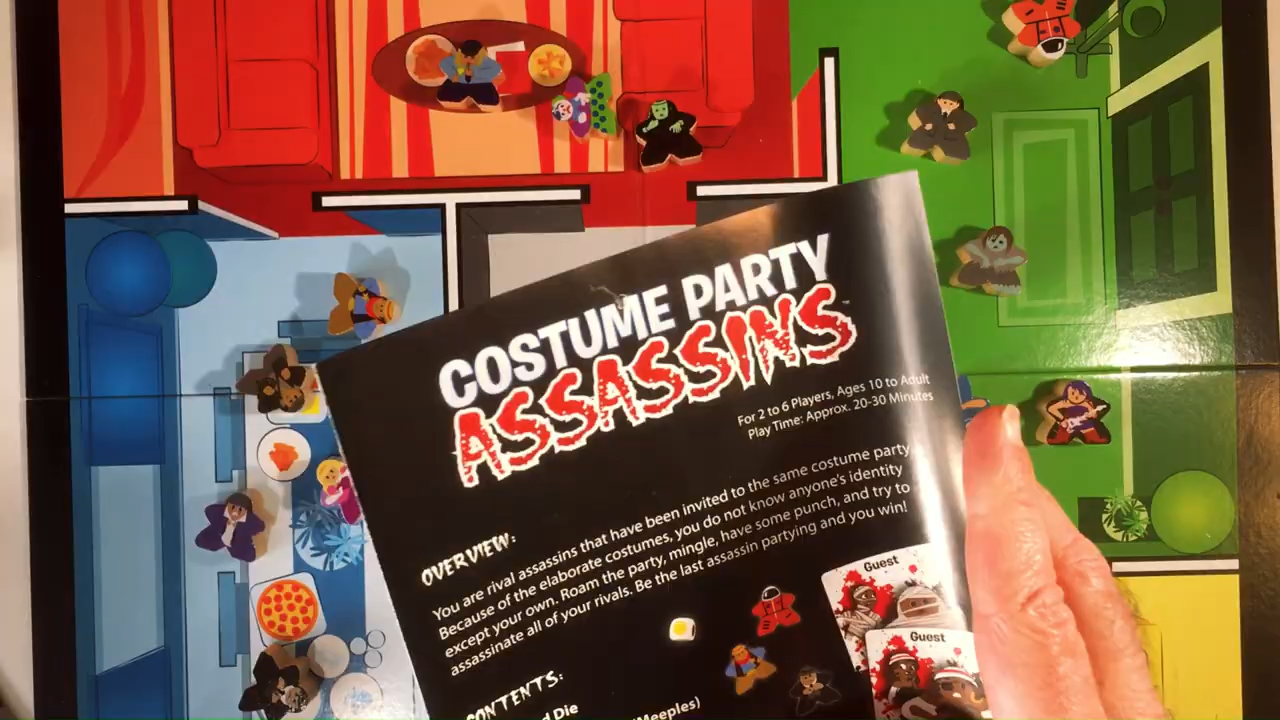 COSTUME PARTY
ASSASSINS™
For 2 to 6 Players, Ages 10 to Adult
Play Time: Approx. 20-30 Minutes
OVERVIEW:
You are rival assassins that have been invited to the same costume party.
Because of the elaborate costumes, you do not know anyone's identity
except your own. Roam the party, mingle, have some punch, and try to
assassinate all of your rivals. Be the last assassin partying and you win!
Guest
Guest
CONTENTS:
Die
(Meeples)